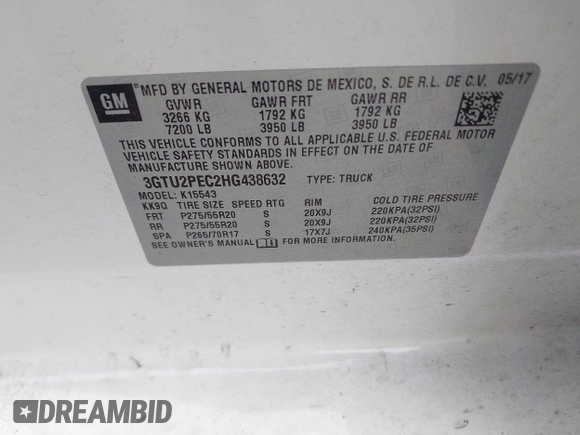 GM
MFD BY GENERAL MOTORS DE MEXICO, S. DE R.L. DE C.V. 05/17
GVWR GAWR FRT GAWR RR
3266 KG 1792 KG 1792 KG
7200 LB 3950 LB 3950 LB
THIS VEHICLE CONFORMS TO ALL APPLICABLE U.S. FEDERAL MOTOR
VEHICLE SAFETY STANDARDS IN EFFECT ON THE DATE OF
MANUFACTURE SHOWN ABOVE.
3GTU2PEC2HG438632 TYPE: TRUCK
MODEL: K15543
KK9Q TIRE SIZE SPEED RTG RIM COLD TIRE PRESSURE
FRT P275/55R20 S 20X9J 220KPA(32PSI)
RR P275/55R20 S 20X9J 220KPA(32PSI)
SPA P265/70R17 S 17X7J 240KPA(35PSI)
SEE OWNER'S MANUAL FOR MORE INFORMATION.
DREAMBID